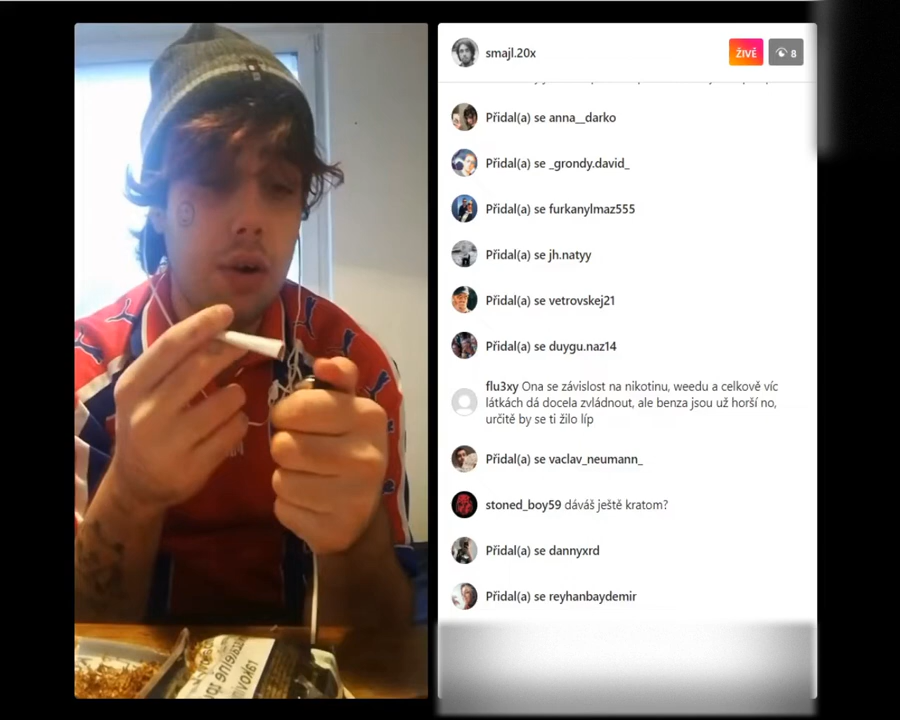 smajl.20x
ŽIVĚ
8
Přidal(a) se anna__darko
Přidal(a) se _grondy.david_
Přidal(a) se furkanylmaz555
Přidal(a) se jh.natyy
Přidal(a) se vetrovskej21
Přidal(a) se duygu.naz14
flu3xy Ona se závislost na nikotinu, weedu a celkově víc
látkách dá docela zvládnout, ale benza jsou už horší no,
určitě by se ti žilo líp
Přidal(a) se vaclav_neumann_
stoned_boy59 dáváš ještě kratom?
Přidal(a) se dannyxrd
Přidal(a) se reyhanbaydemir